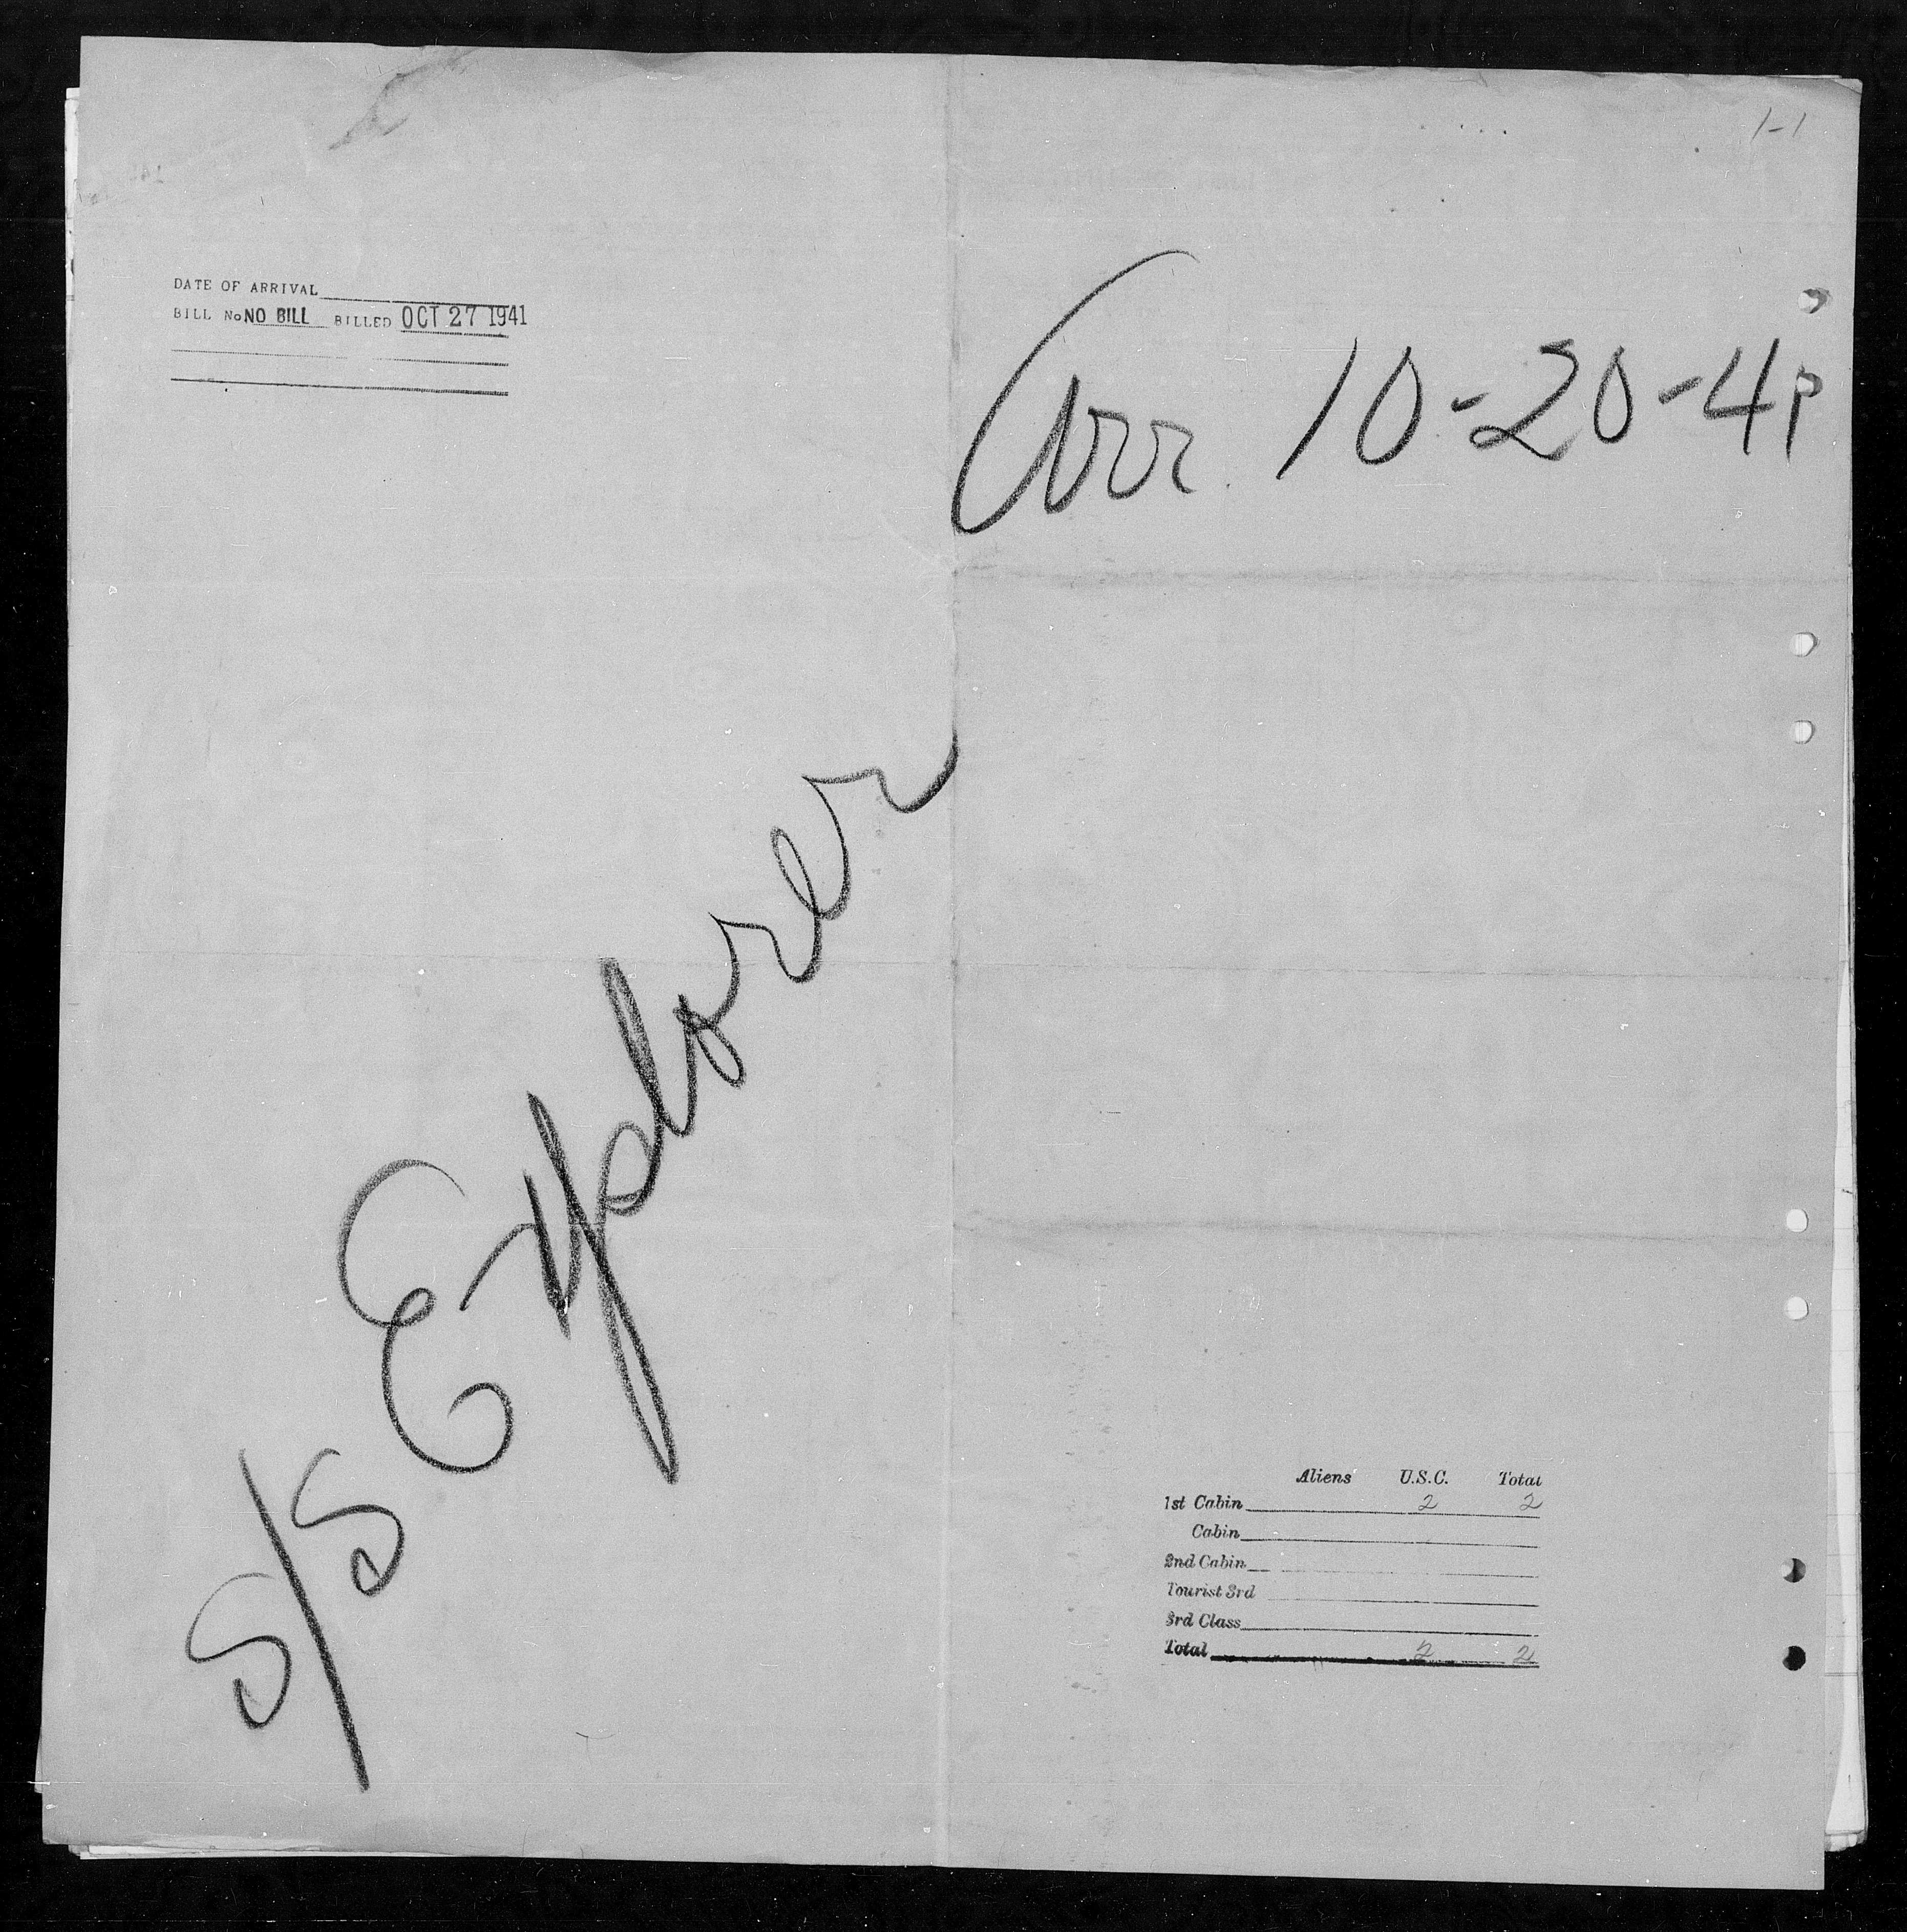 1-1
DATE OF ARRIVAL
BILL No NO BILL BILLED OCT 27 1941
Arr. 10-20-41
S/S Explorer
Aliens U.S.C. Total
1st Cabin 2 2
Cabin
2nd Cabin
Tourist 3rd
3rd Class
Total 2 2